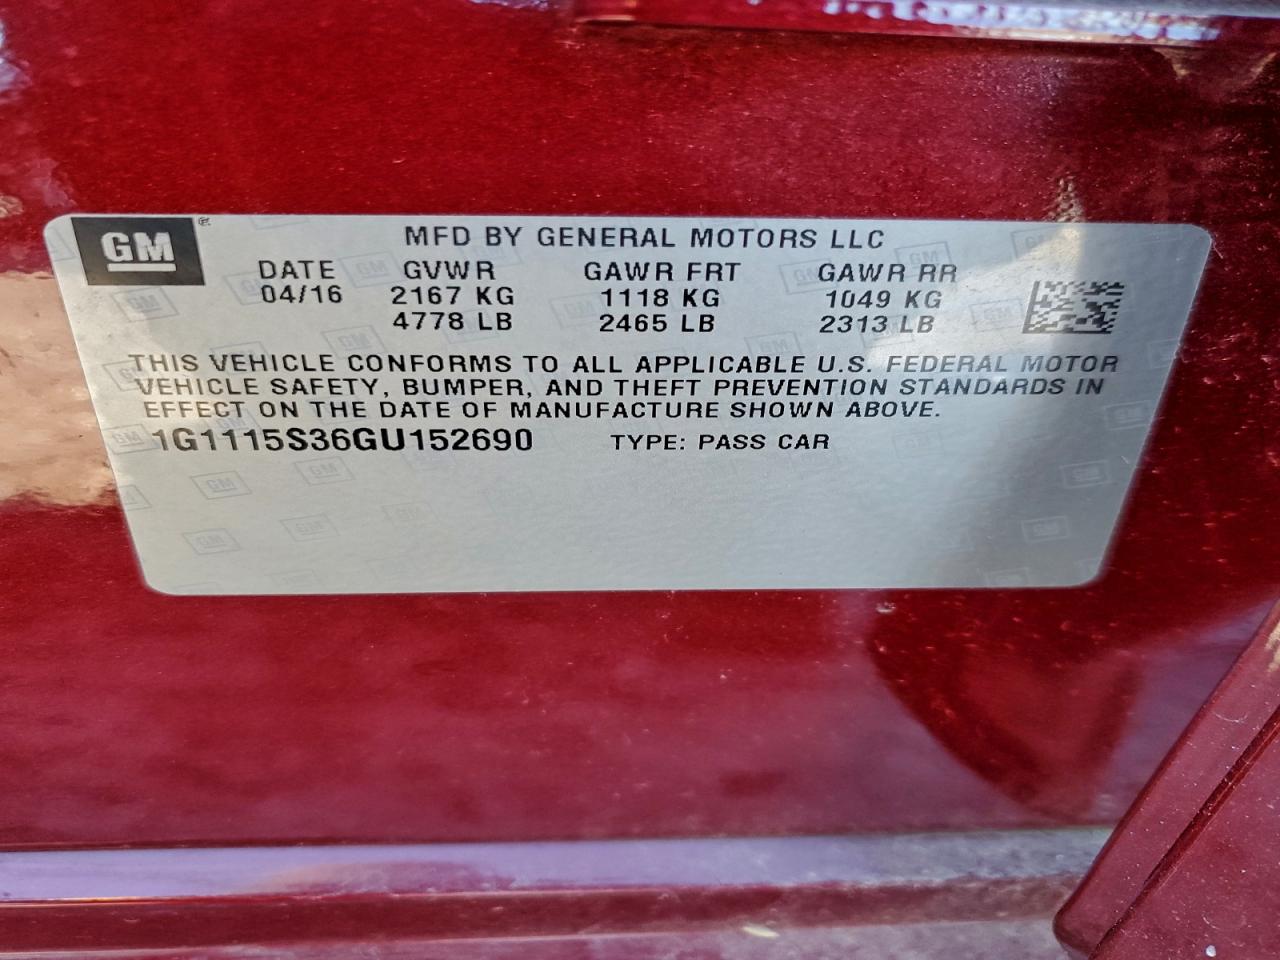 GM
MFD BY GENERAL MOTORS LLC
DATE GVWR GAWR FRT GAWR RR
04/16 2167 KG 1118 KG 1049 KG
4778 LB 2465 LB 2313 LB
THIS VEHICLE CONFORMS TO ALL APPLICABLE U.S. FEDERAL MOTOR
VEHICLE SAFETY, BUMPER, AND THEFT PREVENTION STANDARDS IN
EFFECT ON THE DATE OF MANUFACTURE SHOWN ABOVE.
1G1115S36GU152690 TYPE: PASS CAR